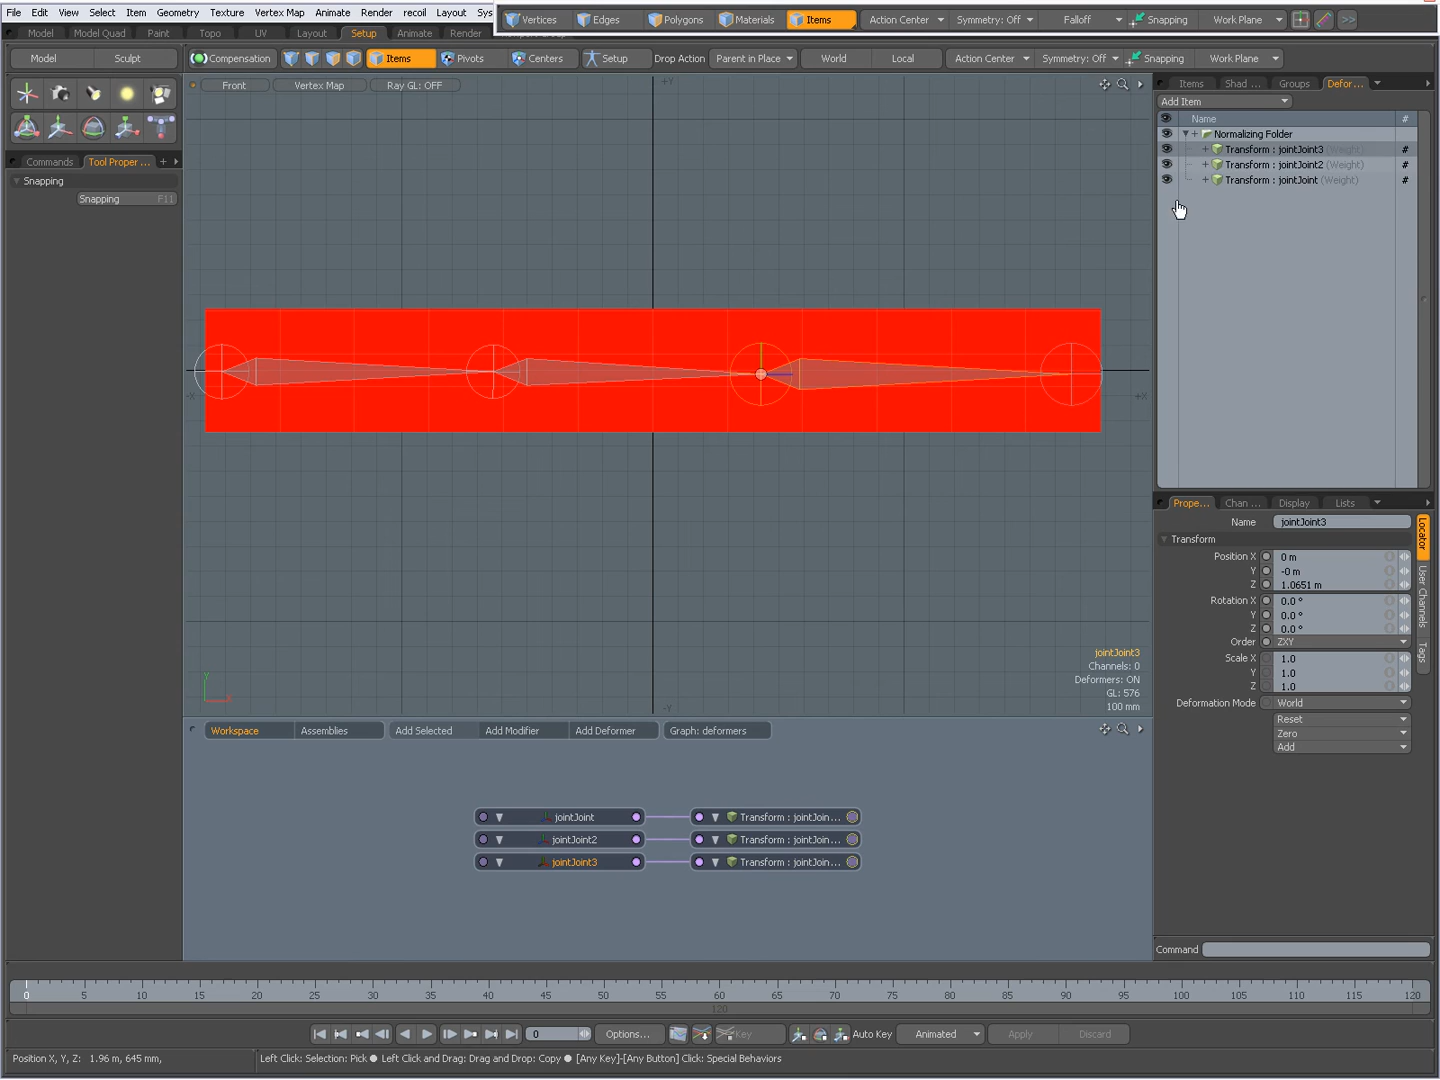 File Edit View Select Item Geometry Texture Vertex Map Animate Render recoil Layout Sys
Vertices Edges Polygons Materials Items Action Center Symmetry: Off Falloff Snapping Work Plane >>
Model Model Quad Paint Topo UV Layout Setup Animate Render
Model Sculpt Compensation Items Pivots Centers Setup Drop Action Parent in Place World Local Action Center Symmetry: Off Snapping Work Plane
Front Vertex Map Ray GL: OFF
Items Shad ... Groups Defor...
Add Item
Name #
Normalizing Folder
Transform : jointJoint3 (Weight) #
Transform : jointJoint2 (Weight) #
Transform : jointJoint (Weight) #
Commands Tool Proper ... +
Snapping
Snapping F11
+Y
-X
+X
-Y
Y
X
jointJoint3
Channels: 0
Deformers: ON
GL: 576
100 mm
Prope... Chan ... Display Lists
Name jointJoint3
Transform
Position X 0 m
Y -0 m
Z 1.0651 m
Rotation X 0.0 °
Y 0.0 °
Z 0.0 °
Order ZXY
Scale X 1.0
Y 1.0
Z 1.0
Deformation Mode World
Reset
Zero
Add
Locator
User Channels
Tags
Workspace Assemblies Add Selected Add Modifier Add Deformer Graph: deformers
jointJoint Transform : jointJoin...
jointJoint2 Transform : jointJoin...
jointJoint3 Transform : jointJoin...
Command
0 5 10 15 20 25 30 35 40 45 50 55 60 65 70 75 80 85 90 95 100 105 110 115 120
120
0 Options... Key Auto Key Animated Apply Discard
Position X, Y, Z: 1.96 m, 645 mm, Left Click: Selection: Pick ● Left Click and Drag: Drag and Drop: Copy ● [Any Key]-[Any Button] Click: Special Behaviors